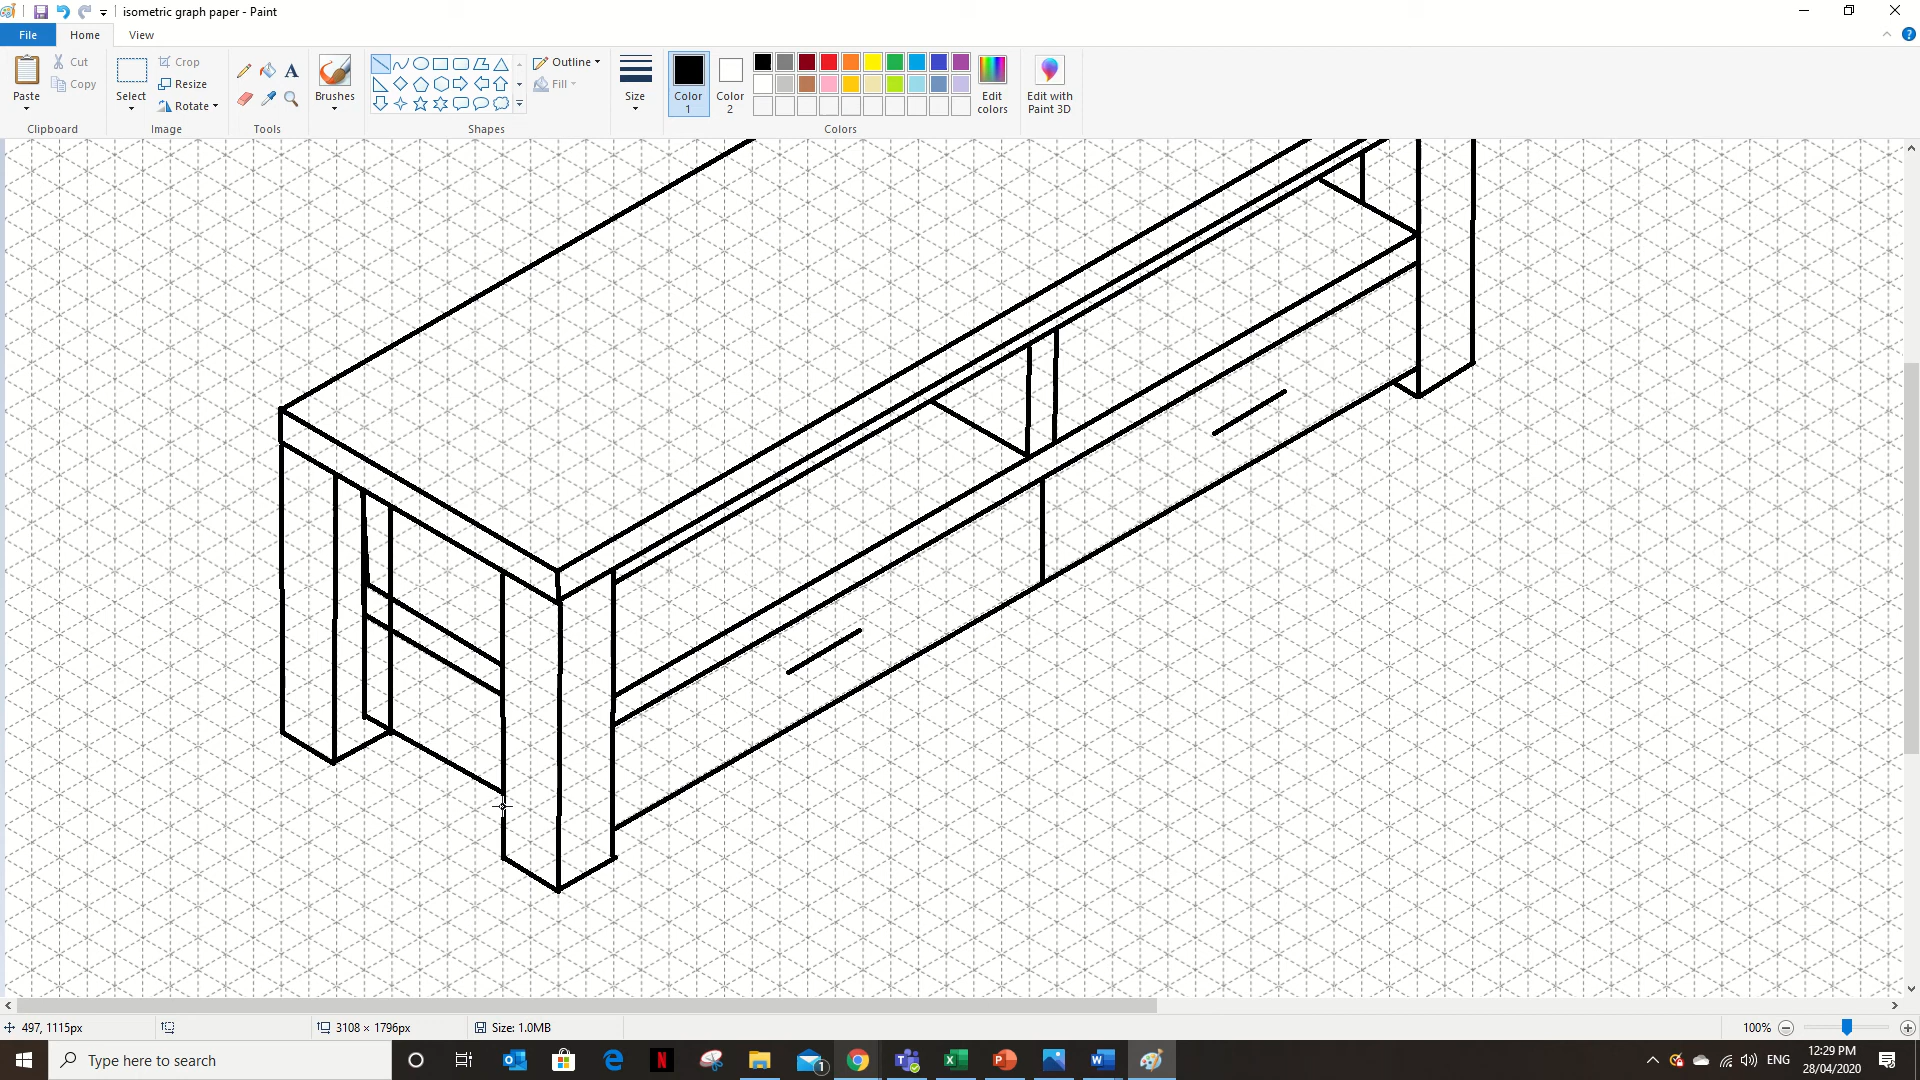 isometric graph paper - Paint
File Home View
Paste
Cut
Copy
Clipboard
Select
Crop
Resize
Rotate
Image
A
Tools
Brushes
Outline
Fill
Shapes
Size
Color 1
Color 2
Edit colors
Colors
Edit with Paint 3D
497, 1115px
3108 × 1796px
Size: 1.0MB
100%
Type here to search
1
ENG
12:29 PM
28/04/2020